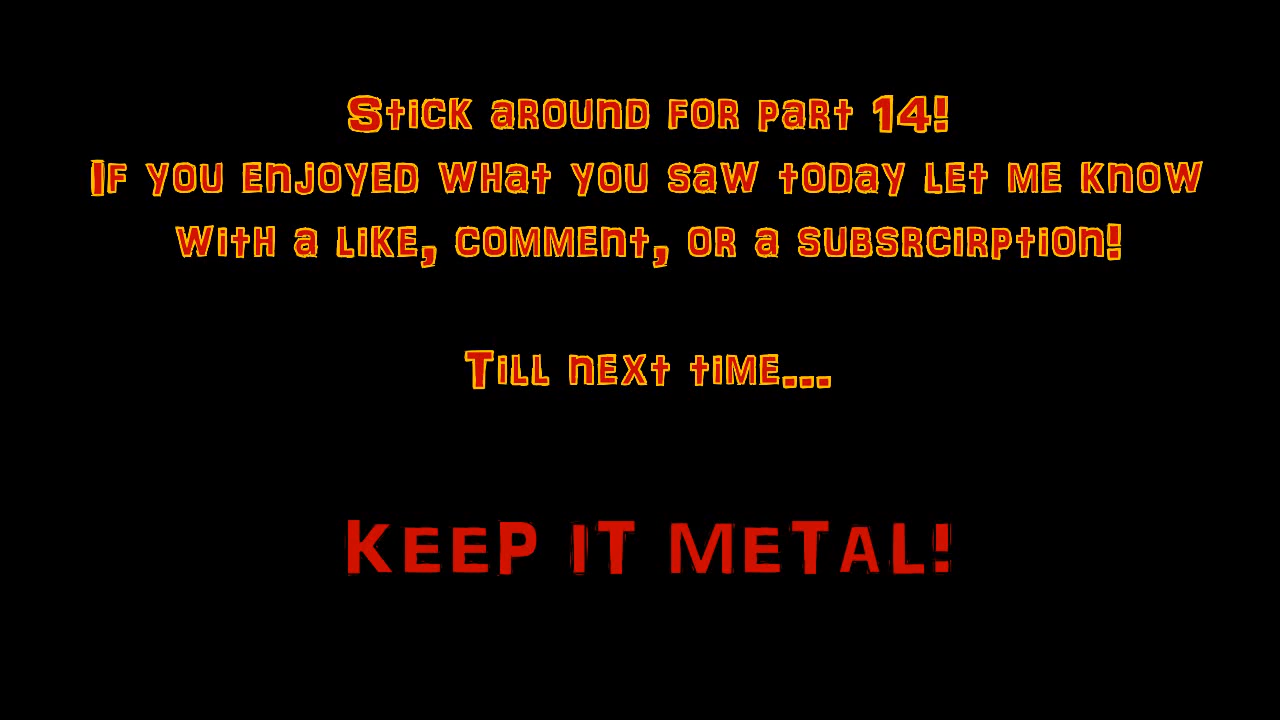 Stick around for part 14!
If you enjoyed what you saw today let me know
with a like, comment, or a subsrcirption!
Till next time...
KEEP IT METAL!